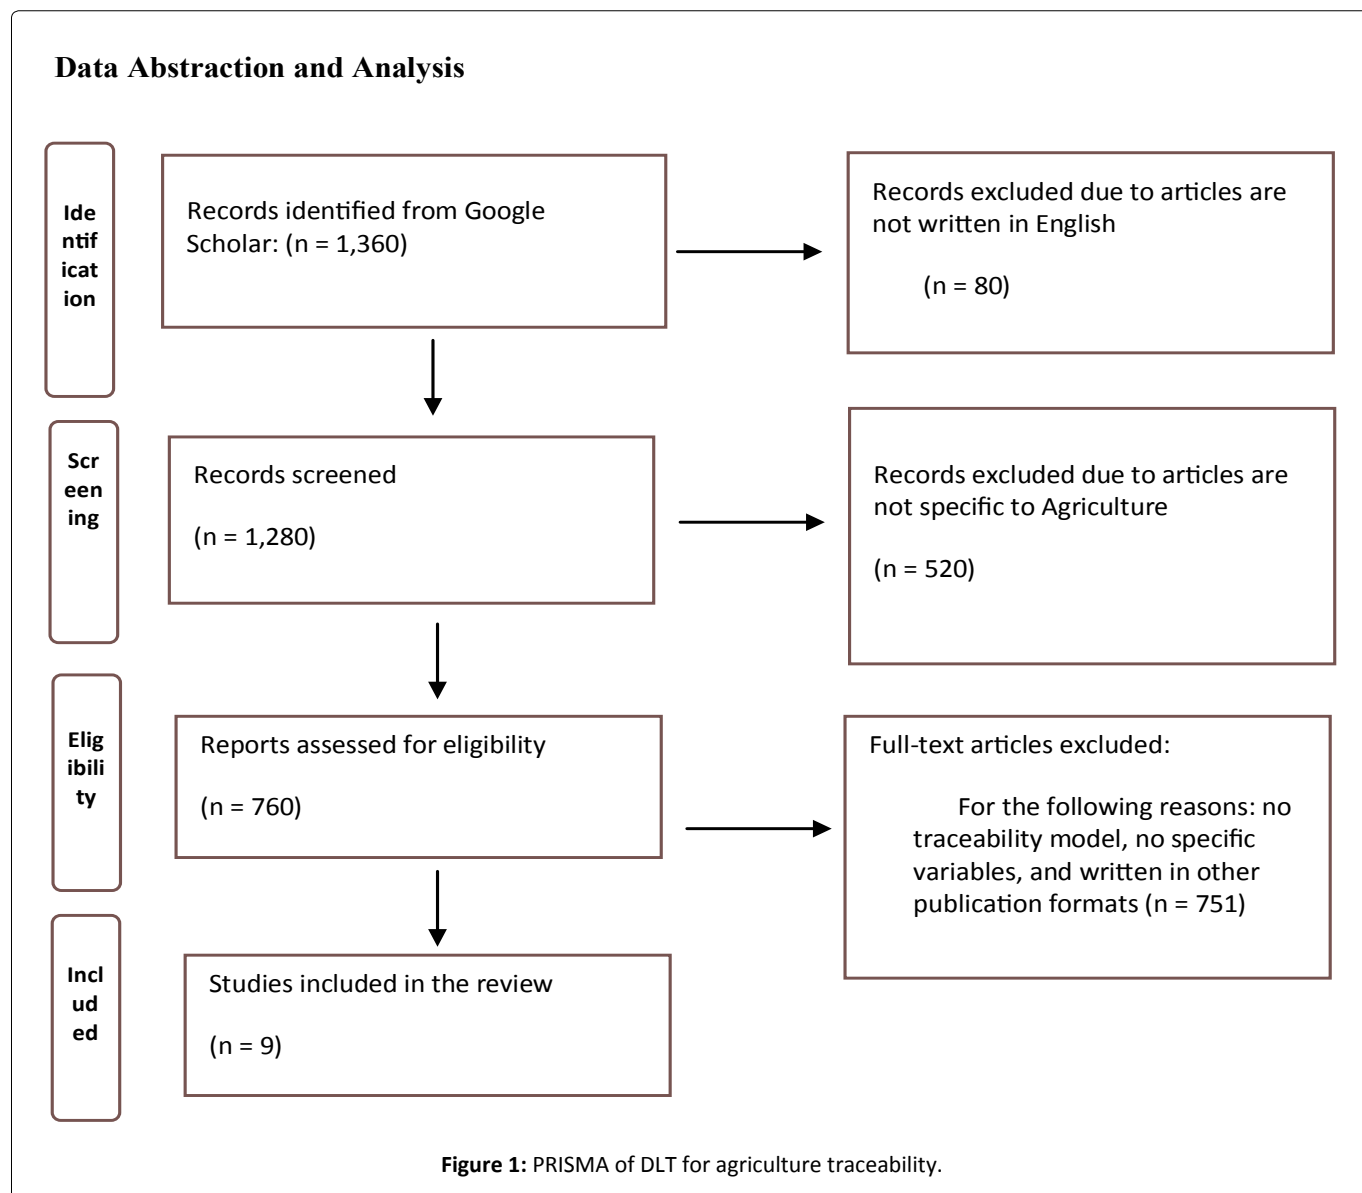 Data Abstraction and Analysis
Ide
ntif
icat
ion
Records identified from Google
Scholar: (n = 1,360)
Records excluded due to articles are
not written in English
(n = 80)
Scr
een
ing
Records screened
(n = 1,280)
Records excluded due to articles are
not specific to Agriculture
(n = 520)
Elig
ibili
ty
Reports assessed for eligibility
(n = 760)
Full-text articles excluded:
For the following reasons: no
traceability model, no specific
variables, and written in other
publication formats (n = 751)
Incl
ud
ed
Studies included in the review
(n = 9)
Figure 1: PRISMA of DLT for agriculture traceability.